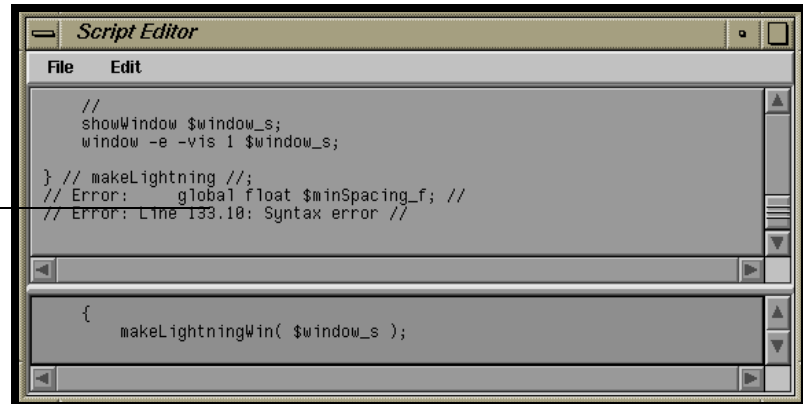 Script Editor
File Edit
//
showWindow $window_s;
window -e -vis 1 $window_s;
} // makeLightning //;
// Error: global float $minSpacing_f; //
// Error: Line 133.10: Syntax error //
{
makeLightningWin( $window_s );